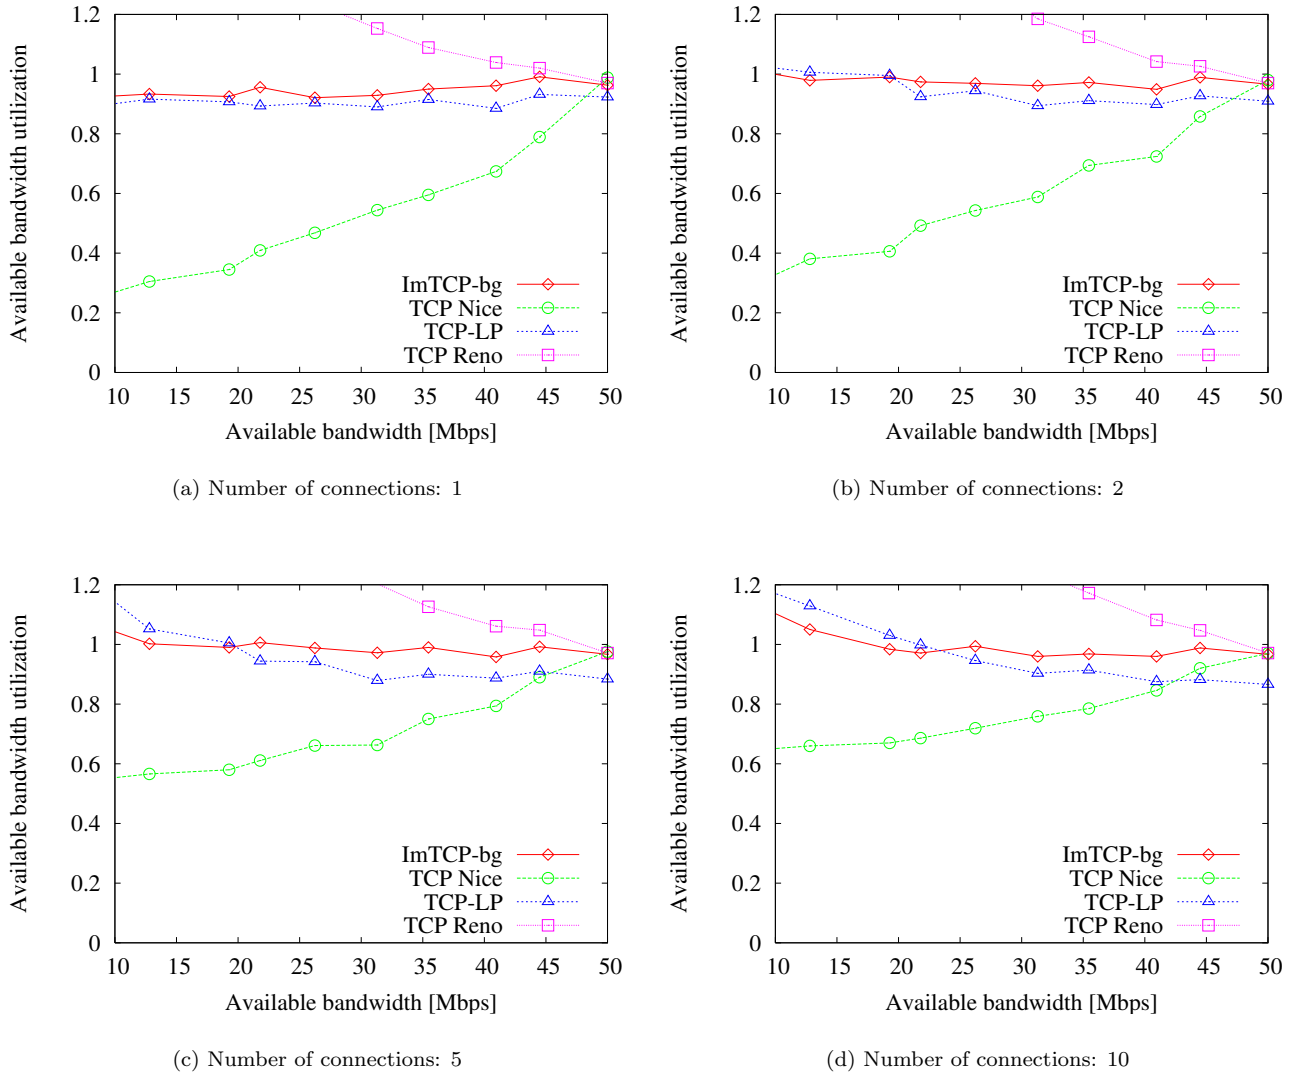 Available bandwidth utilization
1.2
1
0.8
0.6
0.4
0.2
0
ImTCP-bg
TCP Nice
TCP-LP
TCP Reno
10 15 20 25 30 35 40 45 50
Available bandwidth [Mbps]
(a) Number of connections: 1
Available bandwidth utilization
1.2
1
0.8
0.6
0.4
0.2
0
ImTCP-bg
TCP Nice
TCP-LP
TCP Reno
10 15 20 25 30 35 40 45 50
Available bandwidth [Mbps]
(b) Number of connections: 2
Available bandwidth utilization
1.2
1
0.8
0.6
0.4
0.2
0
ImTCP-bg
TCP Nice
TCP-LP
TCP Reno
10 15 20 25 30 35 40 45 50
Available bandwidth [Mbps]
(c) Number of connections: 5
Available bandwidth utilization
1.2
1
0.8
0.6
0.4
0.2
0
ImTCP-bg
TCP Nice
TCP-LP
TCP Reno
10 15 20 25 30 35 40 45 50
Available bandwidth [Mbps]
(d) Number of connections: 10